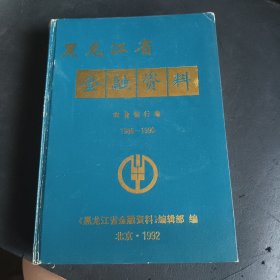 黑龙江省
金融资料
农业银行卷
1986—1990
《黑龙江省金融资料》编辑部 编
北京·1992